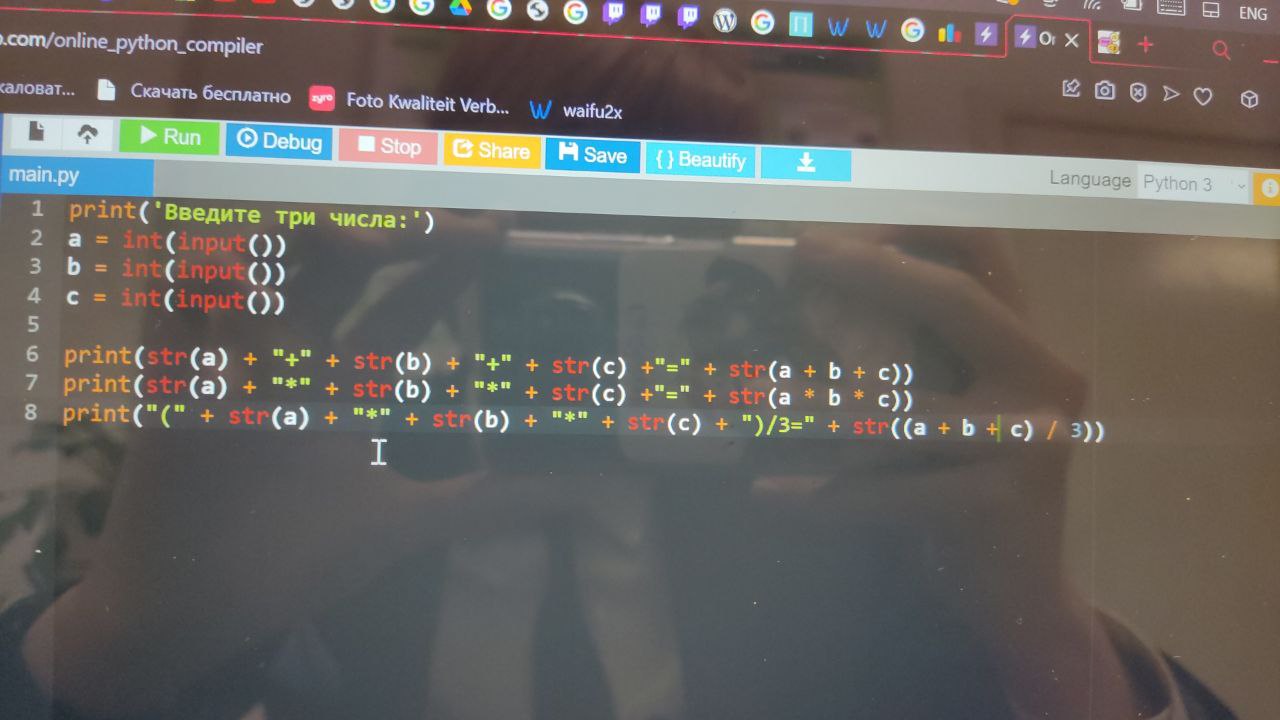 ENG
.com/online_python_compiler
каловат...
Скачать бесплатно
zyro
Foto Kwaliteit Verb...
waifu2x
Run
Debug
Stop
Share
Save
{ } Beautify
Language
Python 3
main.py
1 print('Введите три числа:')
2 a = int(input())
3 b = int(input())
4 c = int(input())
5
6 print(str(a) + "+" + str(b) + "+" + str(c) +"=" + str(a + b + c))
7 print(str(a) + "*" + str(b) + "*" + str(c) +"=" + str(a * b * c))
8 print("(" + str(a) + "*" + str(b) + "*" + str(c) + ")/3=" + str((a + b + c) / 3))